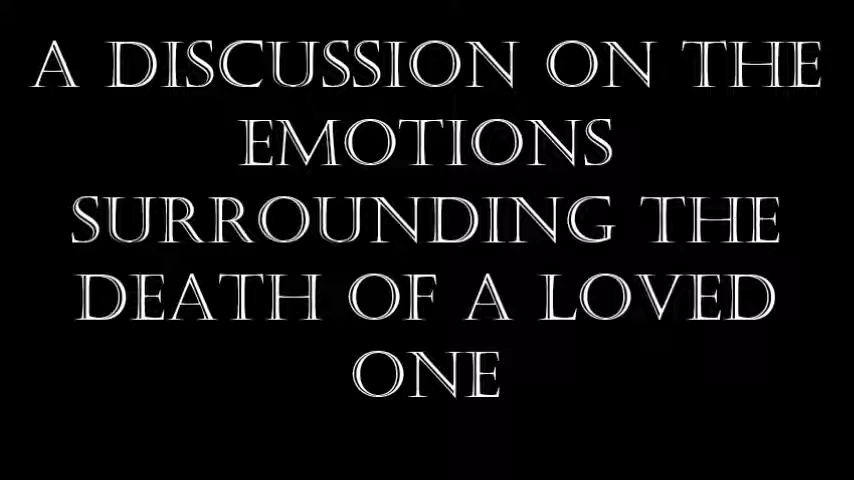 A DISCUSSION ON THE
EMOTIONS
SURROUNDING THE
DEATH OF A LOVED
ONE